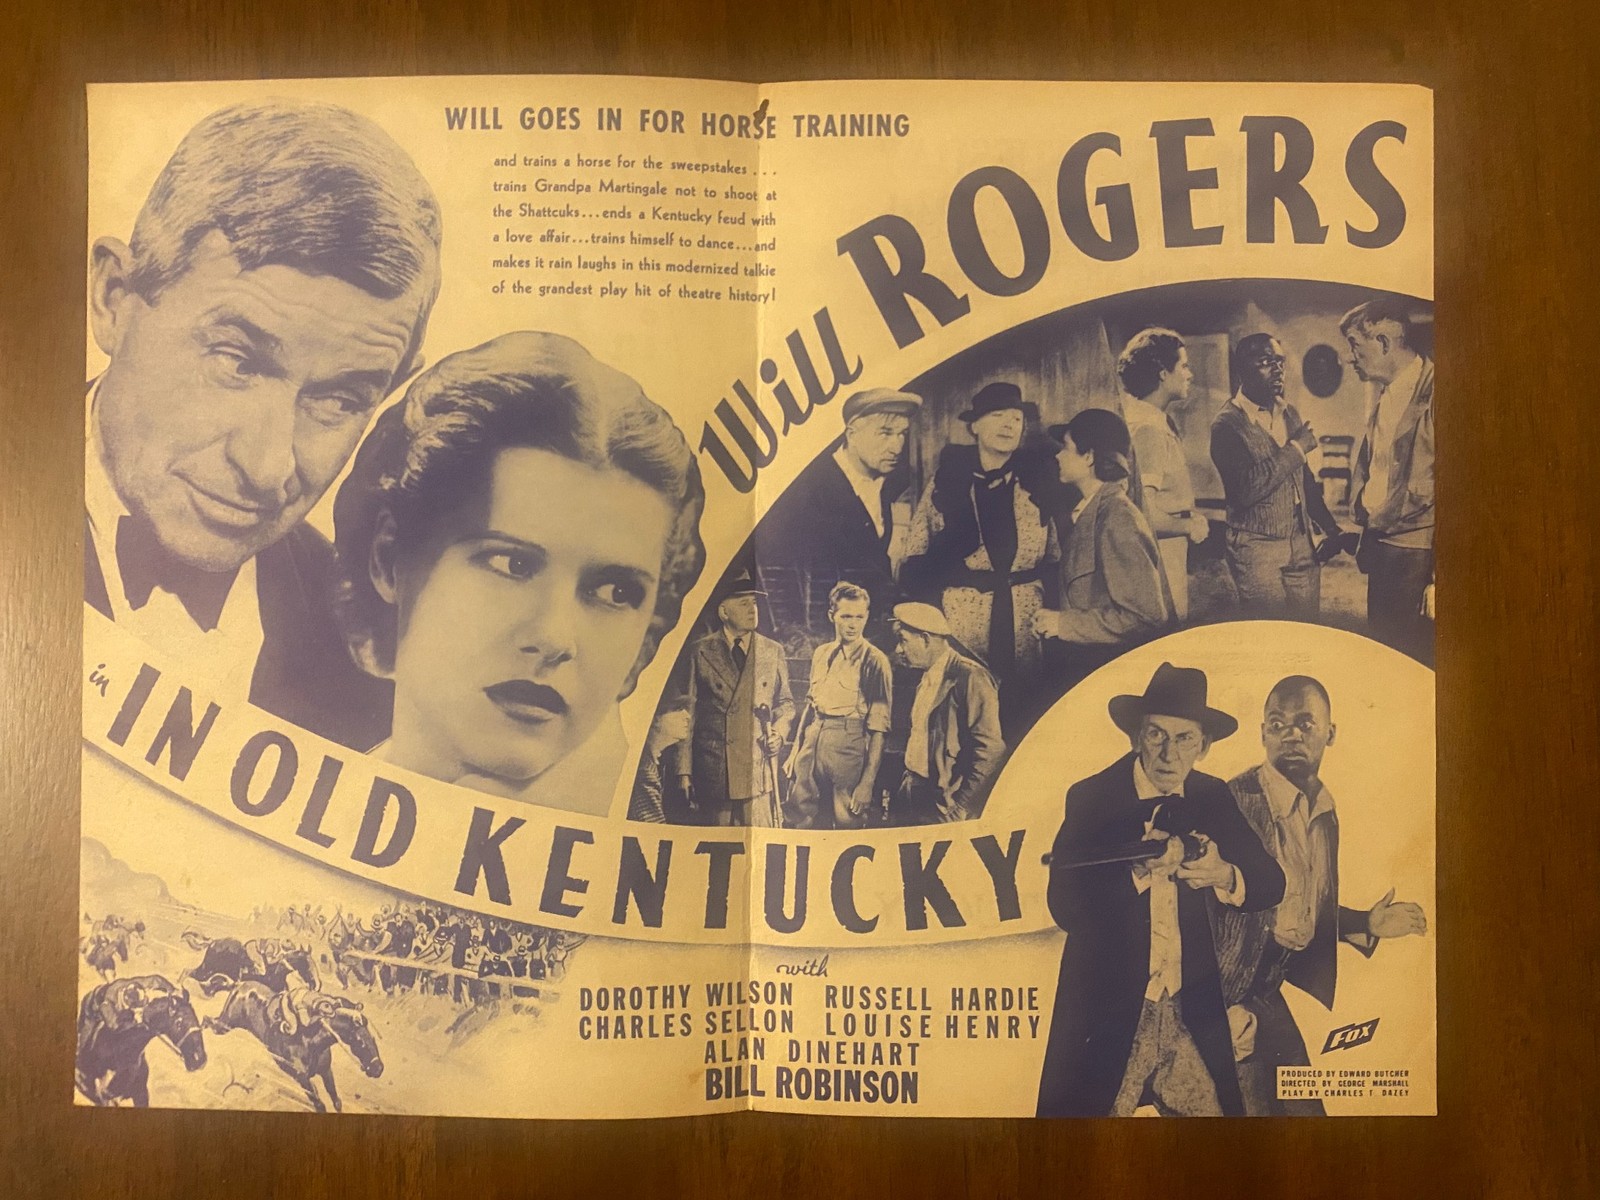 WILL GOES IN FOR HORSE TRAINING
and trains a horse for the sweepstakes . . .
trains Grandpa Martingale not to shoot at
the Shattcuks...ends a Kentucky feud with
a love affair...trains himself to dance...and
makes it rain laughs in this modernized talkie
of the grandest play hit of theatre history!
Will ROGERS
in IN OLD KENTUCKY
with
DOROTHY WILSON RUSSELL HARDIE
CHARLES SELLON LOUISE HENRY
ALAN DINEHART
BILL ROBINSON
FOX
PRODUCED BY EDWARD BUTCHER
DIRECTED BY GEORGE MARSHALL
PLAY BY CHARLES T. DAZEY